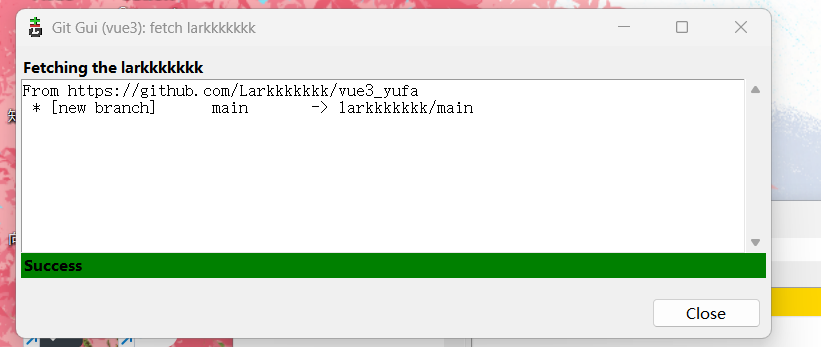 Git Gui (vue3): fetch larkkkkkkk
Fetching the larkkkkkkk
From https://github.com/Larkkkkkkk/vue3_yufa
* [new branch] main -> larkkkkkkk/main
Success
Close